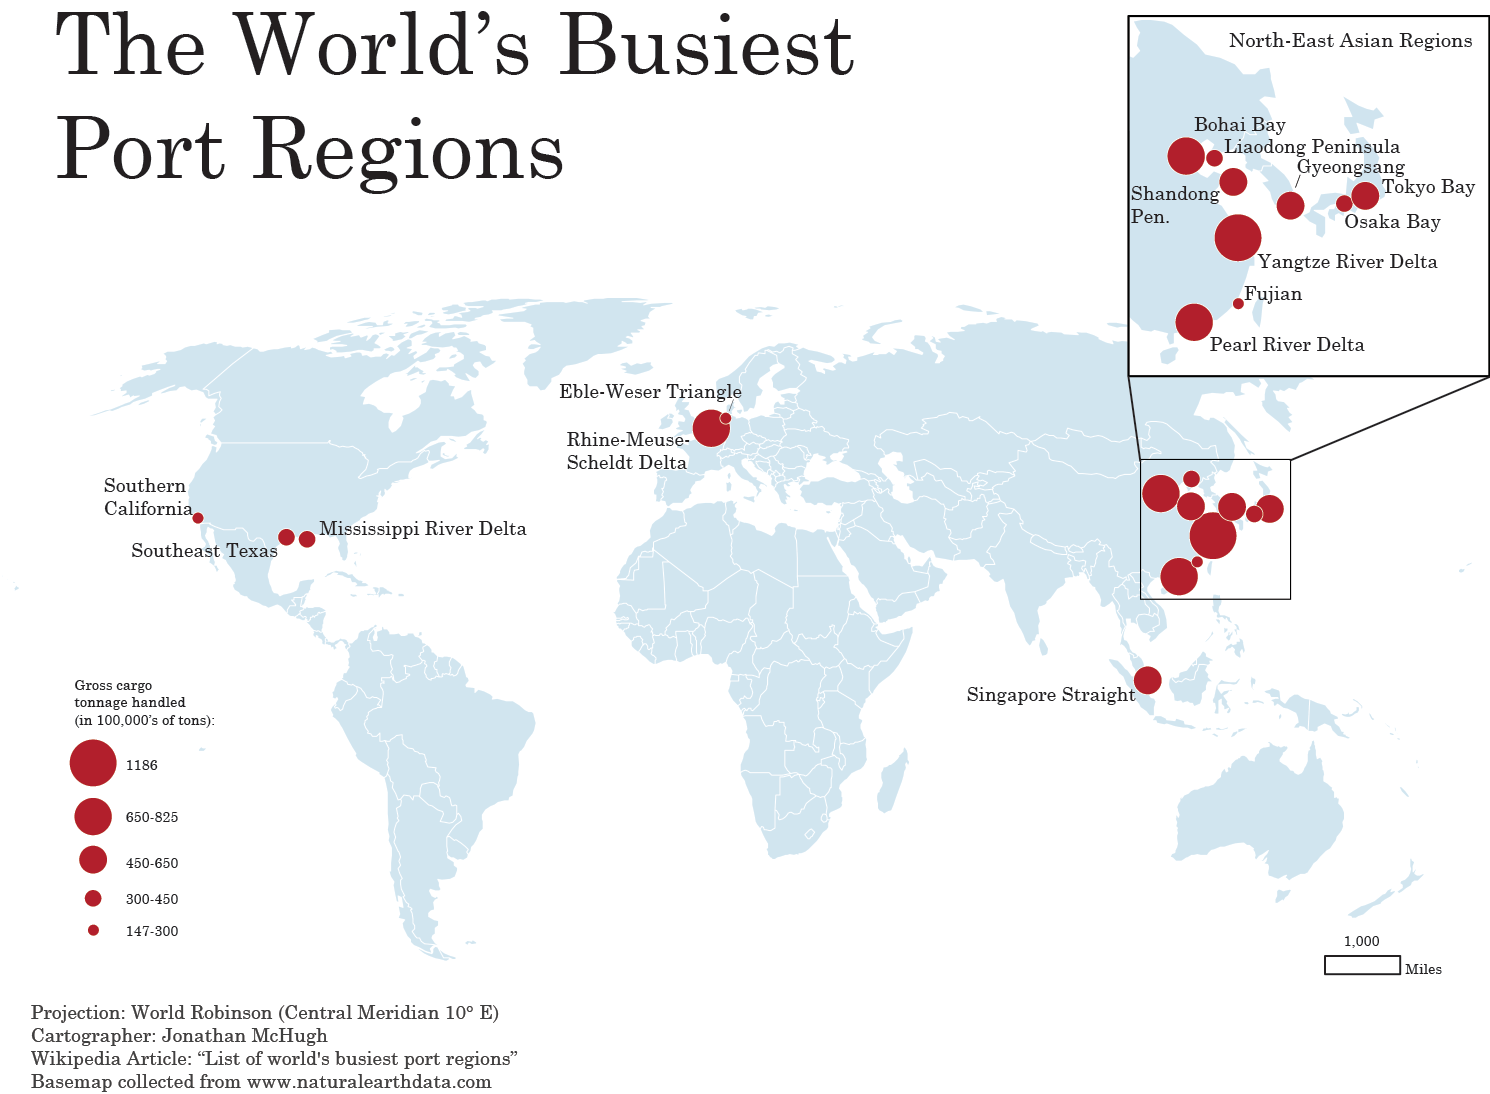 The World's Busiest
Port Regions
North-East Asian Regions
Bohai Bay
Liaodong Peninsula
Gyeongsang
Tokyo Bay
Shandong
Pen.
Osaka Bay
Yangtze River Delta
Fujian
Pearl River Delta
Eble-Weser Triangle
Rhine-Meuse-
Scheldt Delta
Southern
California
Mississippi River Delta
Southeast Texas
Singapore Straight
Gross cargo
tonnage handled
(in 100,000's of tons):
1186
650-825
450-650
300-450
147-300
1,000
Miles
Projection: World Robinson (Central Meridian 10° E)
Cartographer: Jonathan McHugh
Wikipedia Article: “List of world's busiest port regions”
Basemap collected from www.naturalearthdata.com